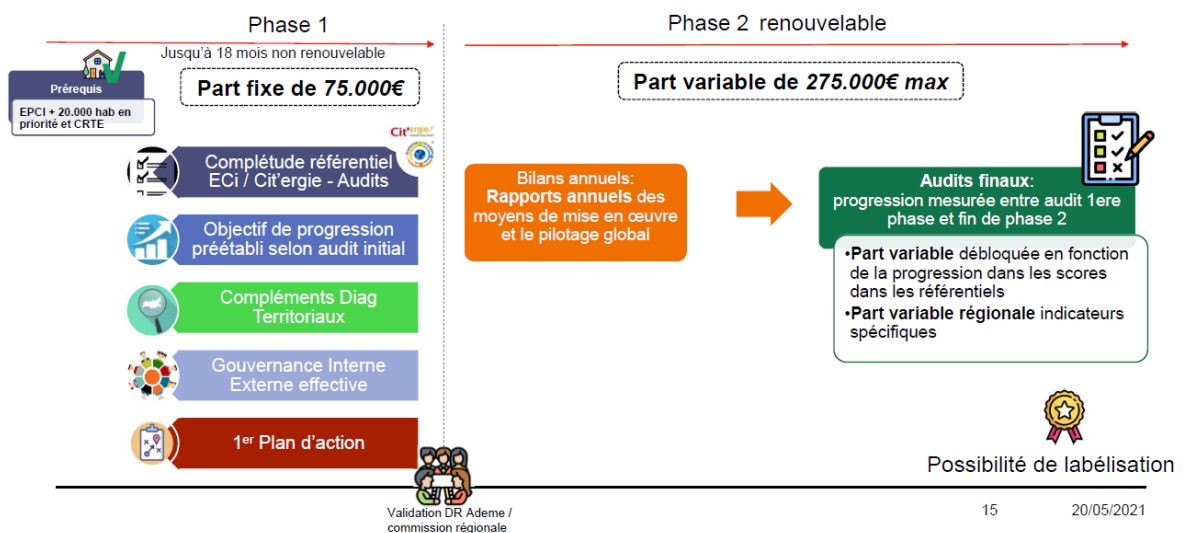 Phase 1
Phase 2 renouvelable
Jusqu'à 18 mois non renouvelable
Prérequis
EPCI + 20.000 hab en
priorité et CRTE
Part fixe de 75.000€
Part variable de 275.000€ max
Cit'ergie
Complétude référentiel
ECi / Cit'ergie - Audits
Objectif de progression
préétabli selon audit initial
Compléments Diag
Territoriaux
Gouvernance Interne
Externe effective
1er Plan d'action
Bilans annuels:
Rapports annuels des
moyens de mise en œuvre
et le pilotage global
Audits finaux:
progression mesurée entre audit 1ere
phase et fin de phase 2
•Part variable débloquée en fonction
de la progression dans les scores
dans les référentiels
•Part variable régionale indicateurs
spécifiques
Possibilité de labélisation
Validation DR Ademe /
commission régionale
15
20/05/2021